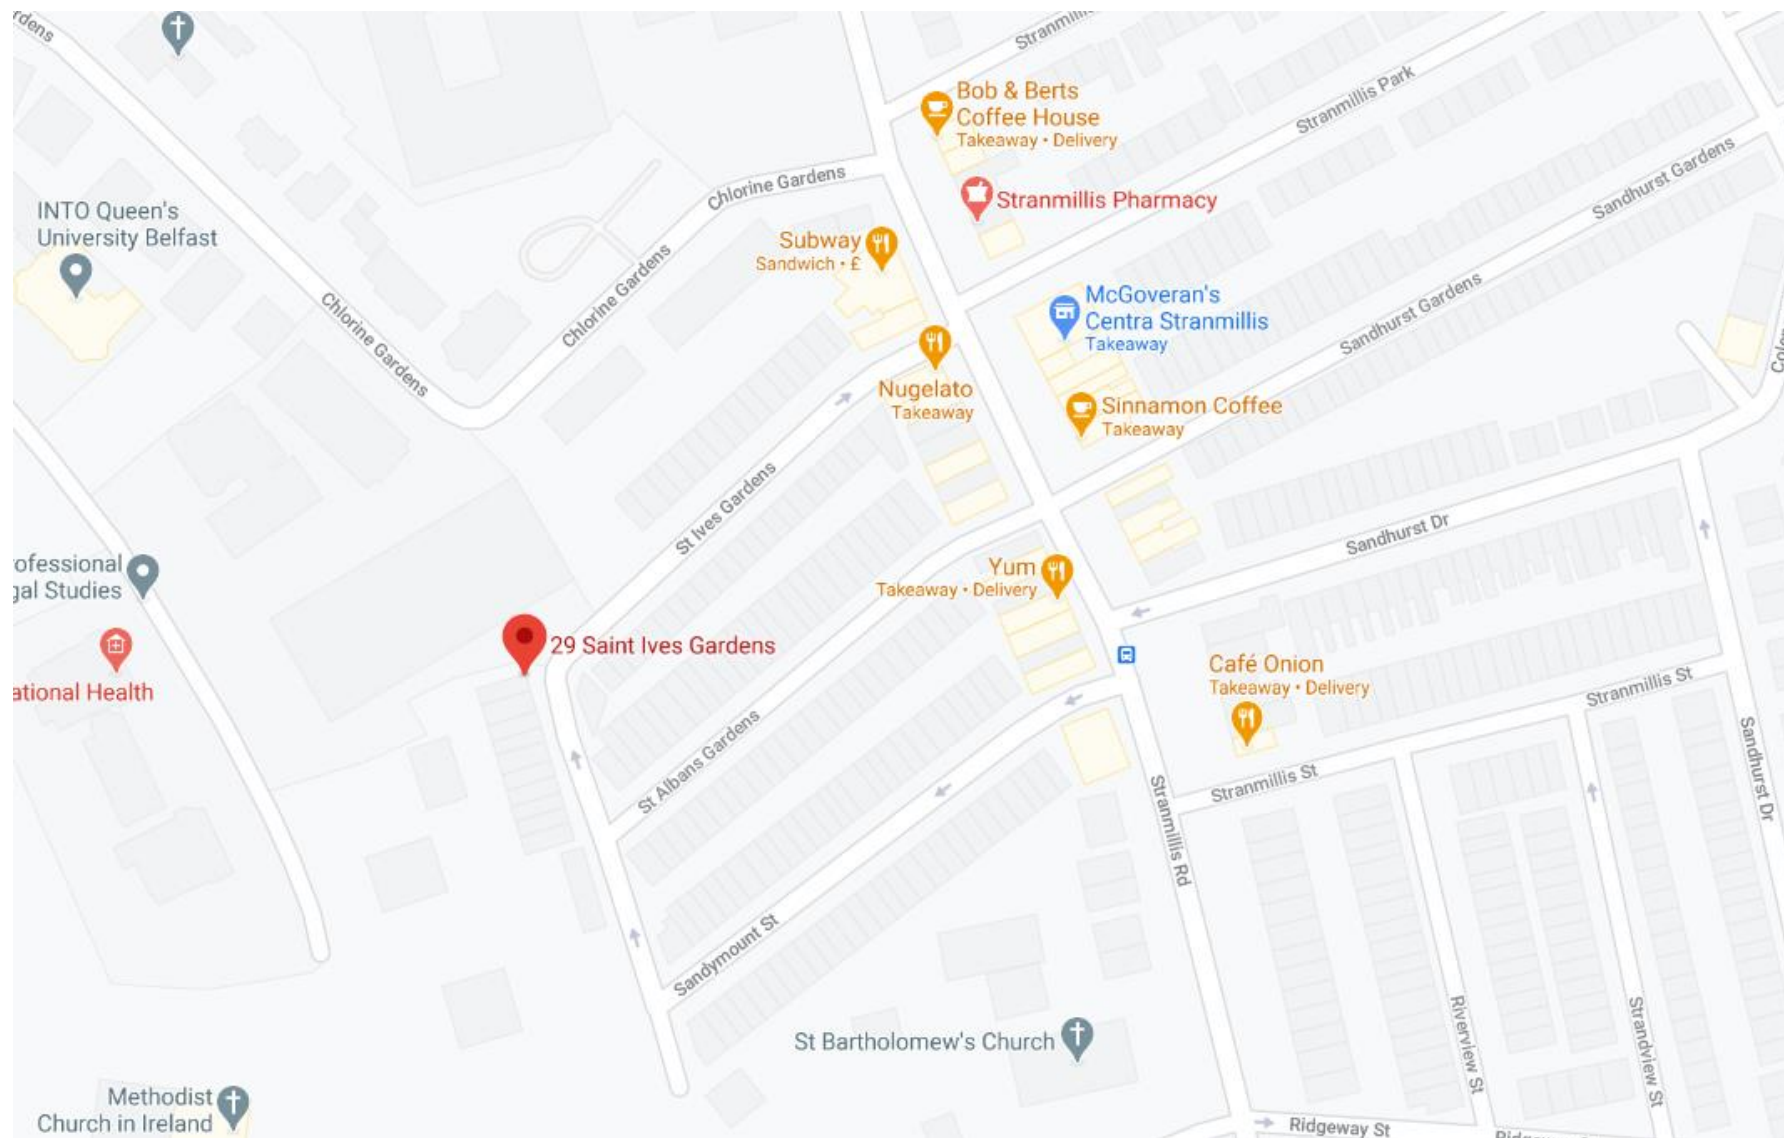 rdens
Stranmillis
Bob & Berts
Coffee House
Takeaway • Delivery
Stranmillis Park
Chlorine Gardens
Stranmillis Pharmacy
Sandhurst Gardens
INTO Queen's
University Belfast
Subway
Sandwich • £
Chlorine Gardens
Chlorine Gardens
McGoveran's
Centra Stranmillis
Takeaway
Sandhurst Gardens
Nugelato
Takeaway
Sinnamon Coffee
Takeaway
St Ives Gardens
Sandhurst Dr
ofessional
gal Studies
Yum
Takeaway • Delivery
29 Saint Ives Gardens
Café Onion
Takeaway • Delivery
ational Health
Stranmillis St
St Albans Gardens
Stranmillis St
Sandhurst Dr
Stranmillis Rd
Sandymount St
Riverview St
Strandview St
St Bartholomew's Church
Methodist
Church in Ireland
Ridgeway St